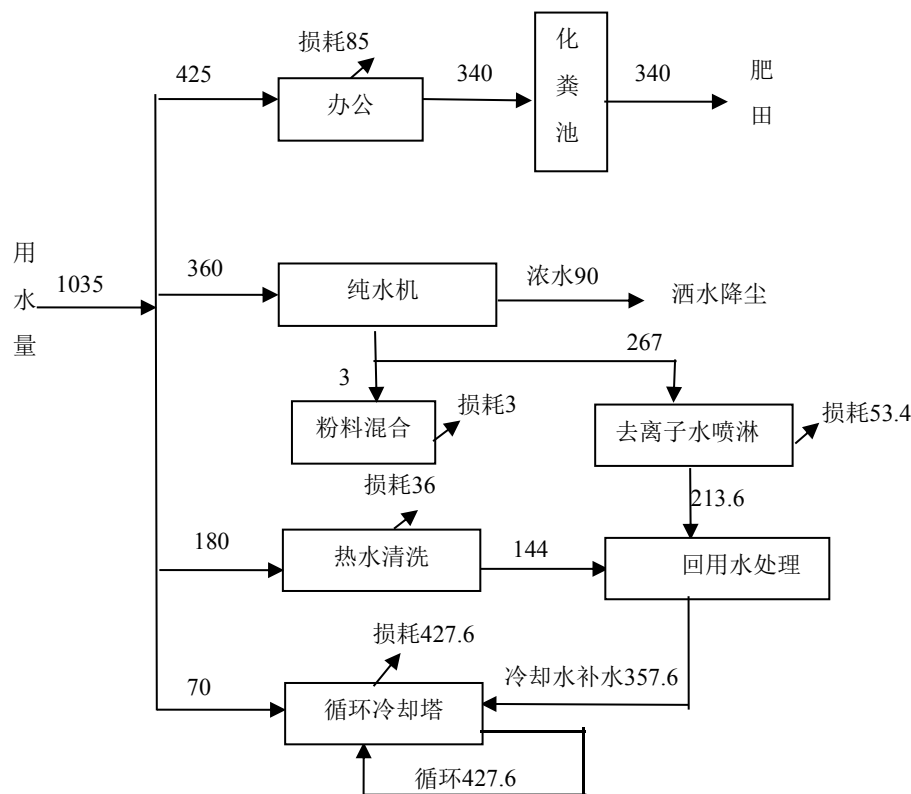 损耗85
化粪池
425
340
340
肥田
办公
用水量
1035
360
纯水机
浓水90
洒水降尘
267
3
粉料混合
损耗3
去离子水喷淋
损耗53.4
损耗36
213.6
180
热水清洗
144
回用水处理
损耗427.6
冷却水补水357.6
70
循环冷却塔
循环427.6